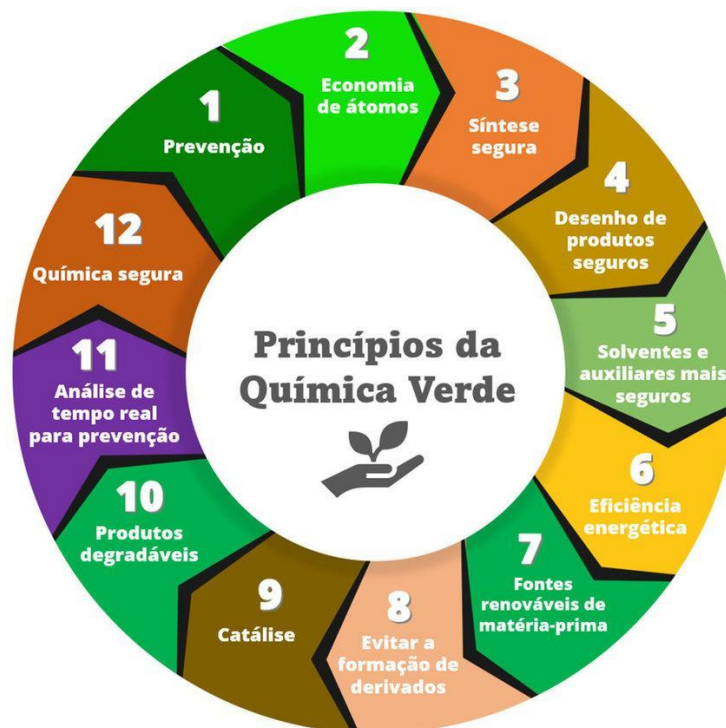 1
Prevenção
2
Economia
de átomos
3
Síntese
segura
4
Desenho de
produtos
seguros
5
Solventes e
auxiliares mais
seguros
6
Eficiência
energética
7
Fontes
renováveis de
matéria-prima
8
Evitar a
formação de
derivados
9
Catálise
10
Produtos
degradáveis
11
Análise de
tempo real
para prevenção
12
Química segura
Princípios da
Química Verde